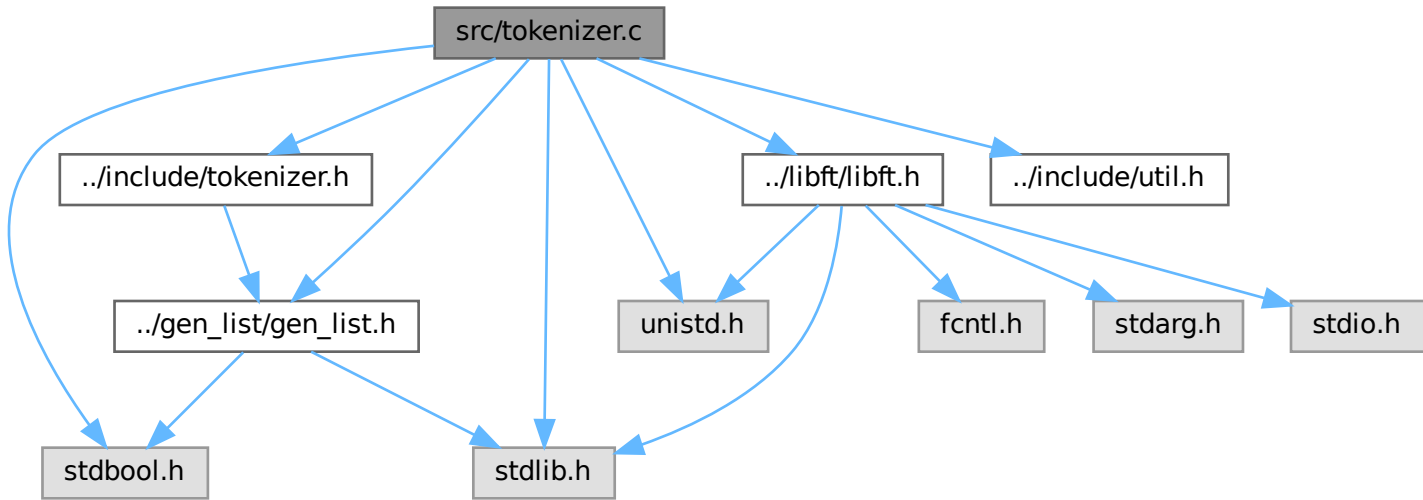 src/tokenizer.c
../include/tokenizer.h
../libft/libft.h
../include/util.h
../gen_list/gen_list.h
unistd.h
fcntl.h
stdarg.h
stdio.h
stdbool.h
stdlib.h